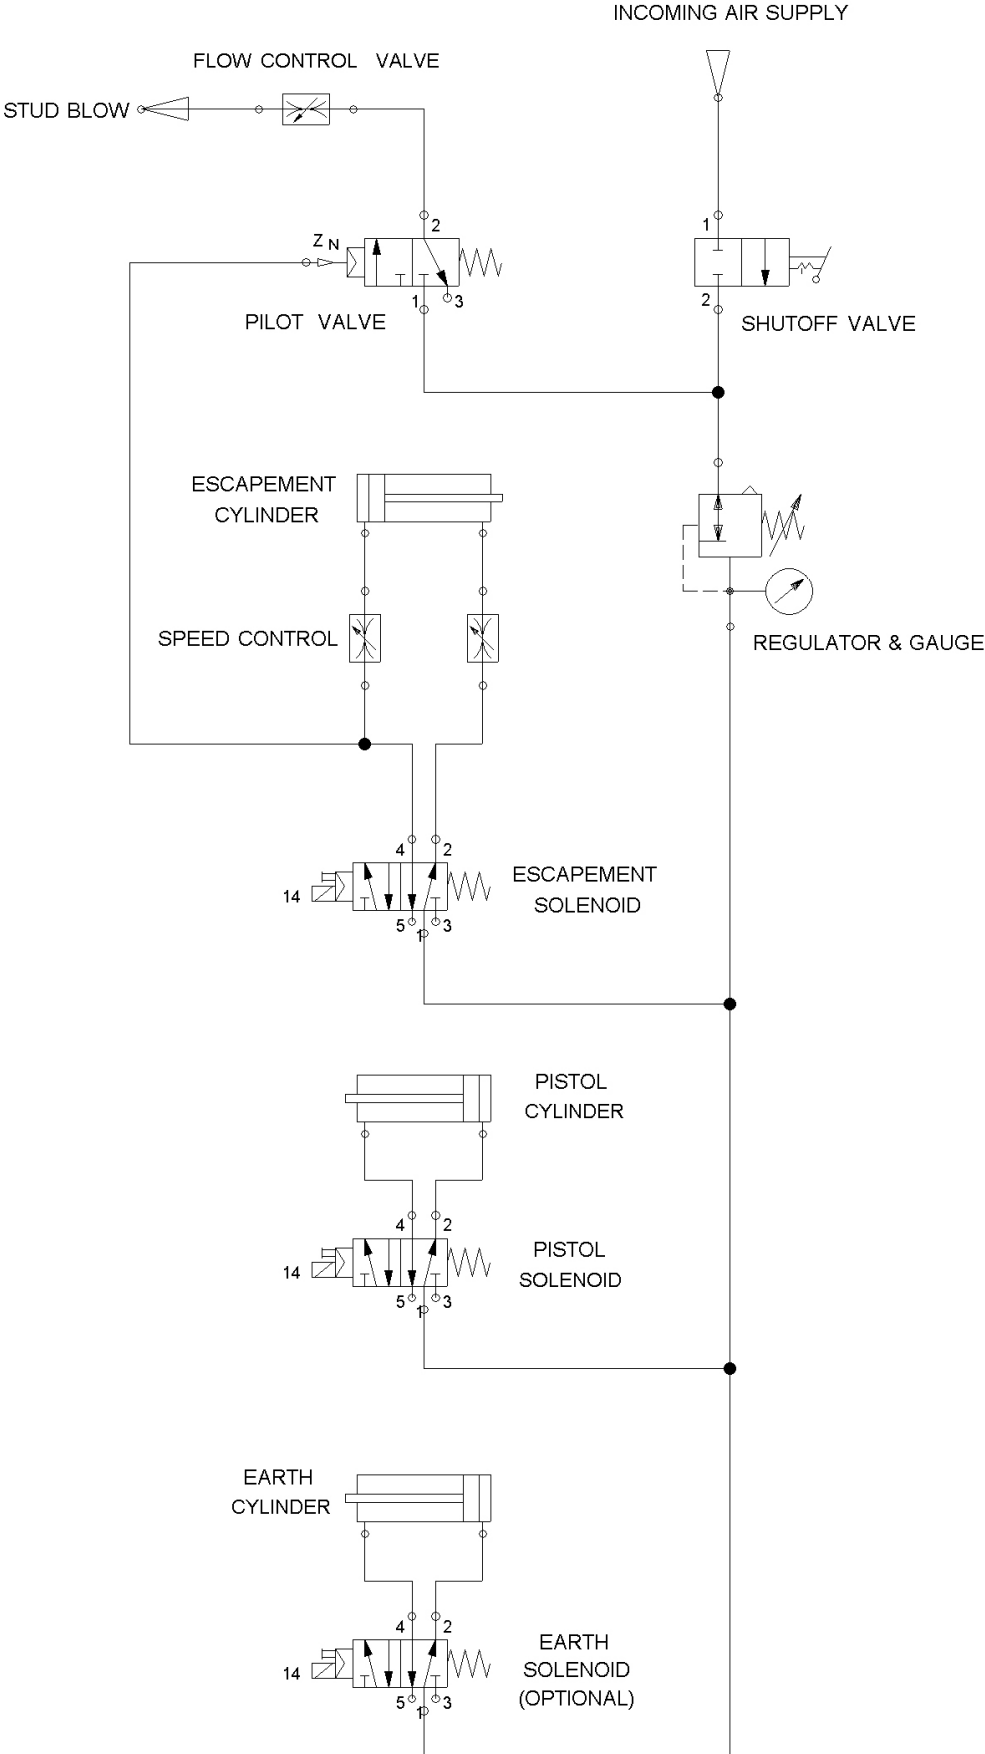 INCOMING AIR SUPPLY
FLOW CONTROL VALVE
STUD BLOW
2
1
Z N
1
3
2
PILOT VALVE
SHUTOFF VALVE
ESCAPEMENT
CYLINDER
SPEED CONTROL
REGULATOR & GAUGE
4
2
ESCAPEMENT
SOLENOID
14
5
1
3
PISTOL
CYLINDER
4
2
PISTOL
SOLENOID
14
5
1
3
EARTH
CYLINDER
4
2
EARTH
SOLENOID
(OPTIONAL)
14
5
1
3